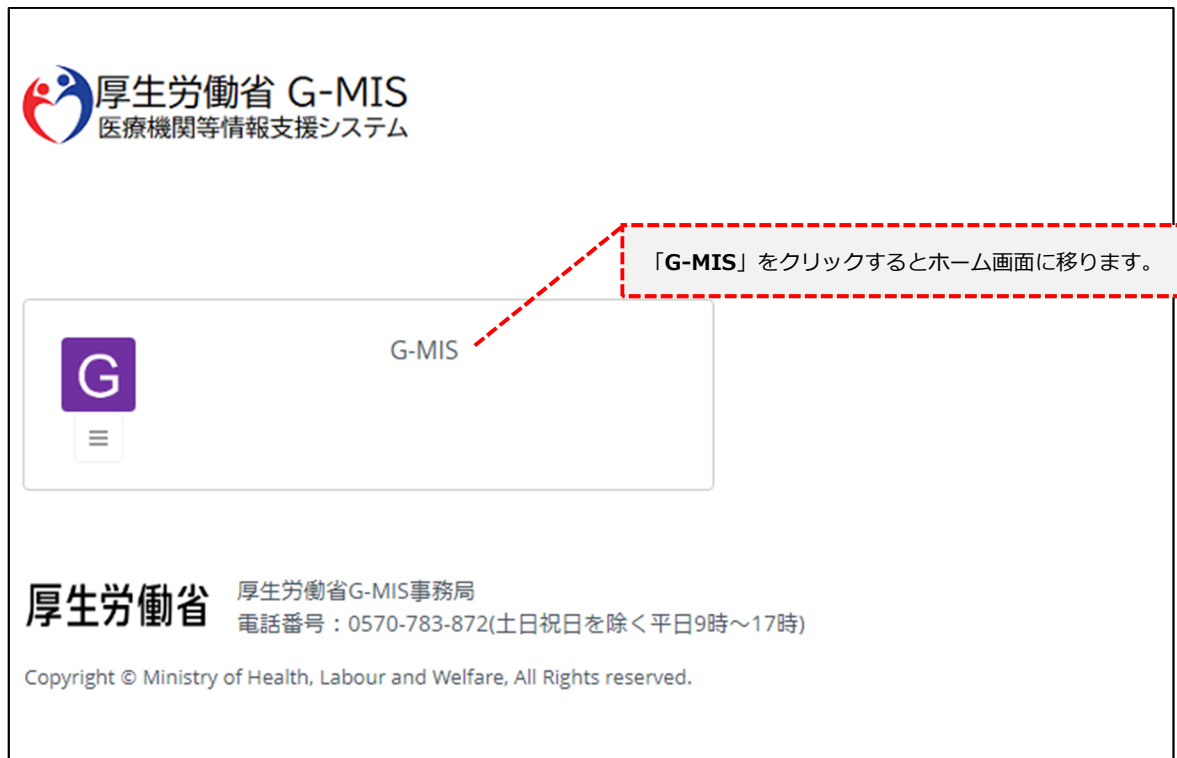 厚生労働省 G-MIS
医療機関等情報支援システム
「G-MIS」をクリックするとホーム画面に移ります。
G-MIS
G
厚生労働省
厚生労働省G-MIS事務局
電話番号：0570-783-872(土日祝日を除く平日9時～17時)
Copyright © Ministry of Health, Labour and Welfare, All Rights reserved.